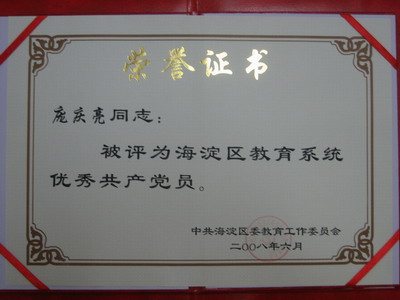 荣誉证书
庞庆亮同志：
被评为海淀区教育系统
优秀共产党员。
中共海淀区委教育工作委员会
二00八年六月